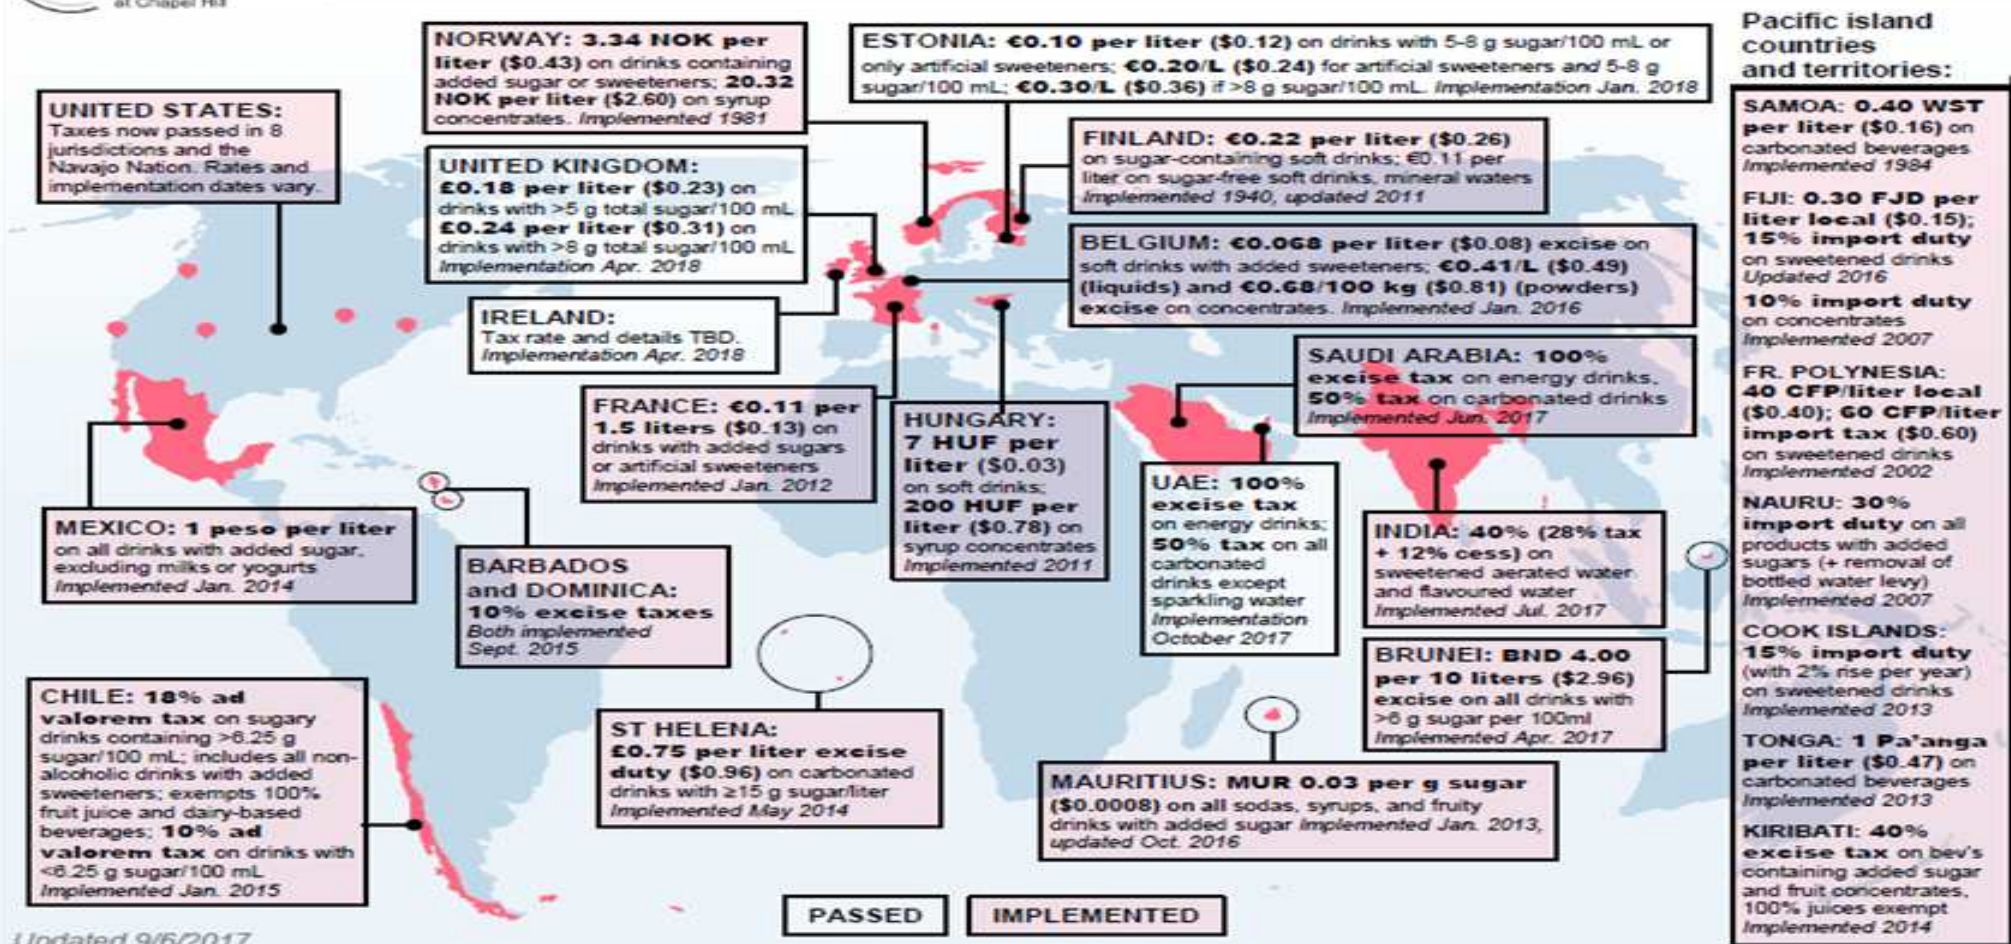 at Chapel Hill
NORWAY: 3.34 NOK per
liter ($0.43) on drinks containing
added sugar or sweeteners; 20.32
NOK per liter ($2.60) on syrup
concentrates. Implemented 1981
ESTONIA: €0.10 per liter ($0.12) on drinks with 5-8 g sugar/100 mL or
only artificial sweeteners; €0.20/L ($0.24) for artificial sweeteners and 5-8 g
sugar/100 mL; €0.30/L ($0.36) if >8 g sugar/100 mL. Implementation Jan. 2018
UNITED STATES:
Taxes now passed in 8
jurisdictions and the
Navajo Nation. Rates and
implementation dates vary.
UNITED KINGDOM:
£0.18 per liter ($0.23) on
drinks with >5 g total sugar/100 mL
£0.24 per liter ($0.31) on
drinks with >8 g total sugar/100 mL
Implementation Apr. 2018
FINLAND: €0.22 per liter ($0.26)
on sugar-containing soft drinks; €0.11 per
liter on sugar-free soft drinks, mineral waters
Implemented 1940, updated 2011
BELGIUM: €0.068 per liter ($0.08) excise on
soft drinks with added sweeteners; €0.41/L ($0.49)
(liquids) and €0.68/100 kg ($0.81) (powders)
excise on concentrates. Implemented Jan. 2016
IRELAND:
Tax rate and details TBD.
Implementation Apr. 2018
SAUDI ARABIA: 100%
excise tax on energy drinks,
50% tax on carbonated drinks
Implemented Jun. 2017
FRANCE: €0.11 per
1.5 liters ($0.13) on
drinks with added sugars
or artificial sweeteners
Implemented Jan. 2012
HUNGARY:
7 HUF per
liter ($0.03)
on soft drinks;
200 HUF per
liter ($0.78) on
syrup concentrates
Implemented 2011
UAE: 100%
excise tax
on energy drinks;
50% tax on all
carbonated
drinks except
sparkling water
Implementation
October 2017
INDIA: 40% (28% tax
+ 12% cess) on
sweetened aerated water
and flavoured water
Implemented Jul. 2017
MEXICO: 1 peso per liter
on all drinks with added sugar,
excluding milks or yogurts
Implemented Jan. 2014
BARBADOS
and DOMINICA:
10% excise taxes
Both implemented
Sept. 2015
BRUNEI: BND 4.00
per 10 liters ($2.96)
excise on all drinks with
>6 g sugar per 100ml
Implemented Apr. 2017
CHILE: 18% ad
valorem tax on sugary
drinks containing >6.25 g
sugar/100 mL; includes all non-
alcoholic drinks with added
sweeteners; exempts 100%
fruit juice and dairy-based
beverages; 10% ad
valorem tax on drinks with
<6.25 g sugar/100 mL
Implemented Jan. 2015
ST HELENA:
£0.75 per liter excise
duty ($0.96) on carbonated
drinks with ≥15 g sugar/liter
Implemented May 2014
MAURITIUS: MUR 0.03 per g sugar
($0.0008) on all sodas, syrups, and fruity
drinks with added sugar Implemented Jan. 2013,
updated Oct. 2016
Pacific island
countries
and territories:
SAMOA: 0.40 WST
per liter ($0.16) on
carbonated beverages
Implemented 1984
FIJI: 0.30 FJD per
liter local ($0.15);
15% import duty
on sweetened drinks
Updated 2016
10% import duty
on concentrates
Implemented 2007
FR. POLYNESIA:
40 CFP/liter local
($0.40); 60 CFP/liter
import tax ($0.60)
on sweetened drinks
Implemented 2002
NAURU: 30%
import duty on all
products with added
sugars (+ removal of
bottled water levy)
Implemented 2007
COOK ISLANDS:
15% import duty
(with 2% rise per year)
on sweetened drinks
Implemented 2013
TONGA: 1 Pa'anga
per liter ($0.47) on
carbonated beverages
Implemented 2013
KIRIBATI: 40%
excise tax on bev's
containing added sugar
and fruit concentrates,
100% juices exempt
Implemented 2014
PASSED
IMPLEMENTED
Updated 9/6/2017